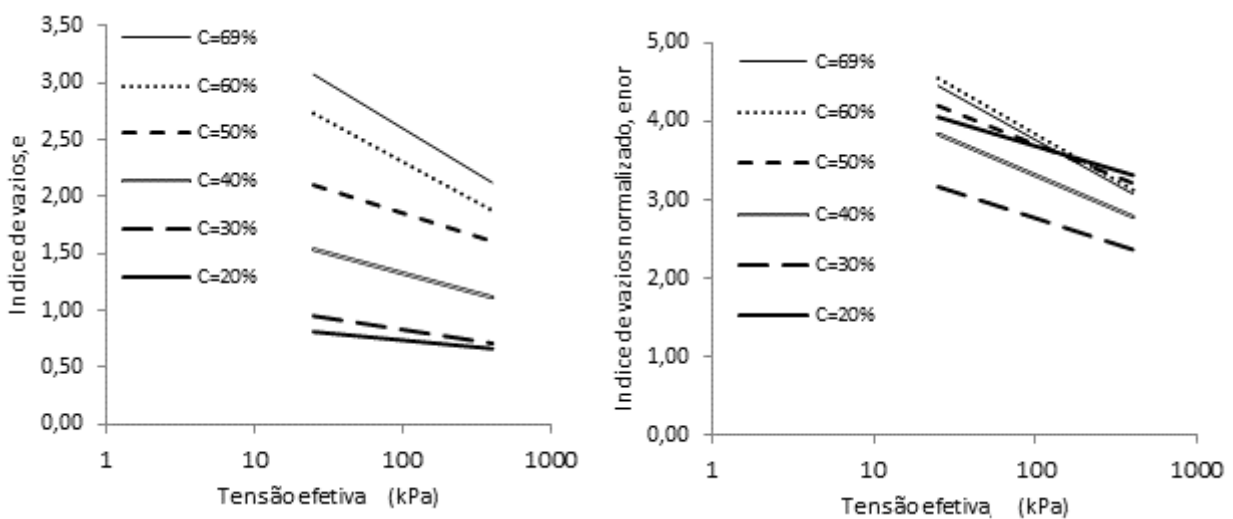 3,50
3,00
2,50
2,00
1,50
1,00
0,50
0,00
Indice de vazios,e
C=69%
C=60%
C=50%
C=40%
C=30%
C=20%
1 10 100 1000
Tensão efetiva (kPa)
5,00
4,00
3,00
2,00
1,00
0,00
Indice de vazios normalizado, enor
C=69%
C=60%
C=50%
C=40%
C=30%
C=20%
1 10 100 1000
Tensão efetiva (kPa)